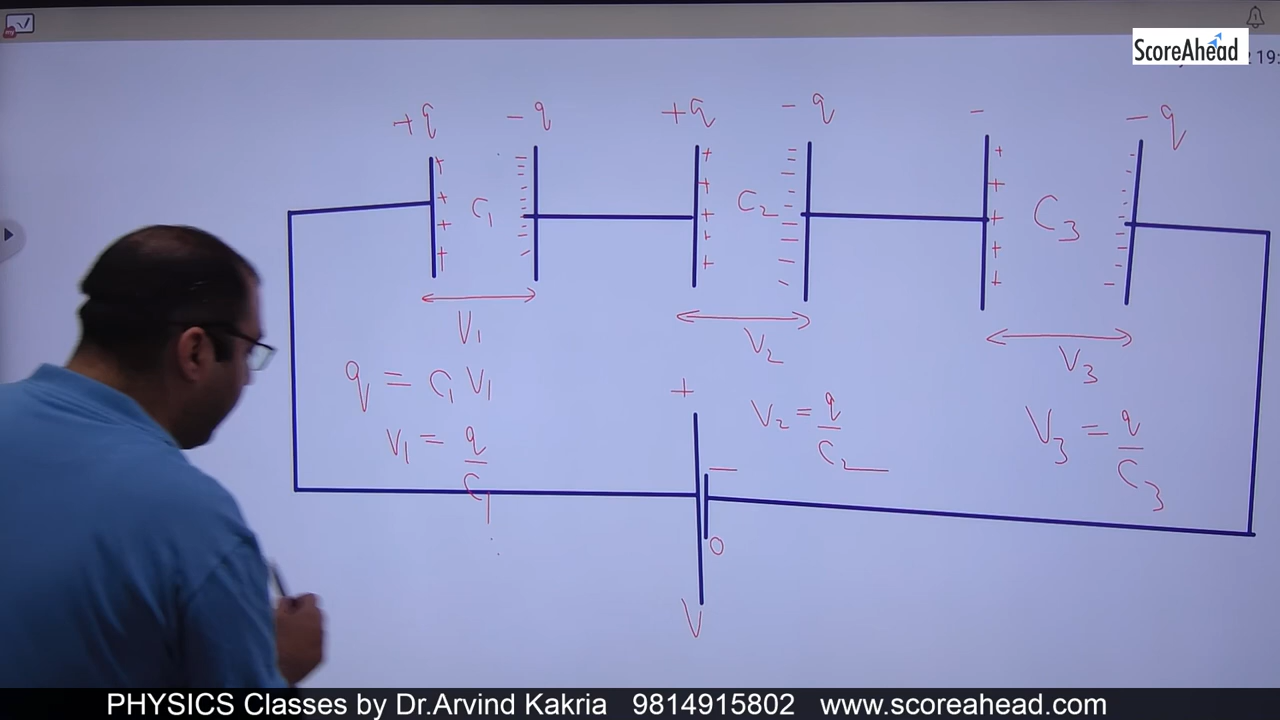 ScoreAhead
19:
+q
-q
+q
-q
-
-q
C1
C2
C3
V1
V2
V3
q = C1 V1
V1 = q/C1
V2 = q/C2
V3 = q/C3
+
-
0
V
PHYSICS Classes by Dr.Arvind Kakria 9814915802 www.scoreahead.com